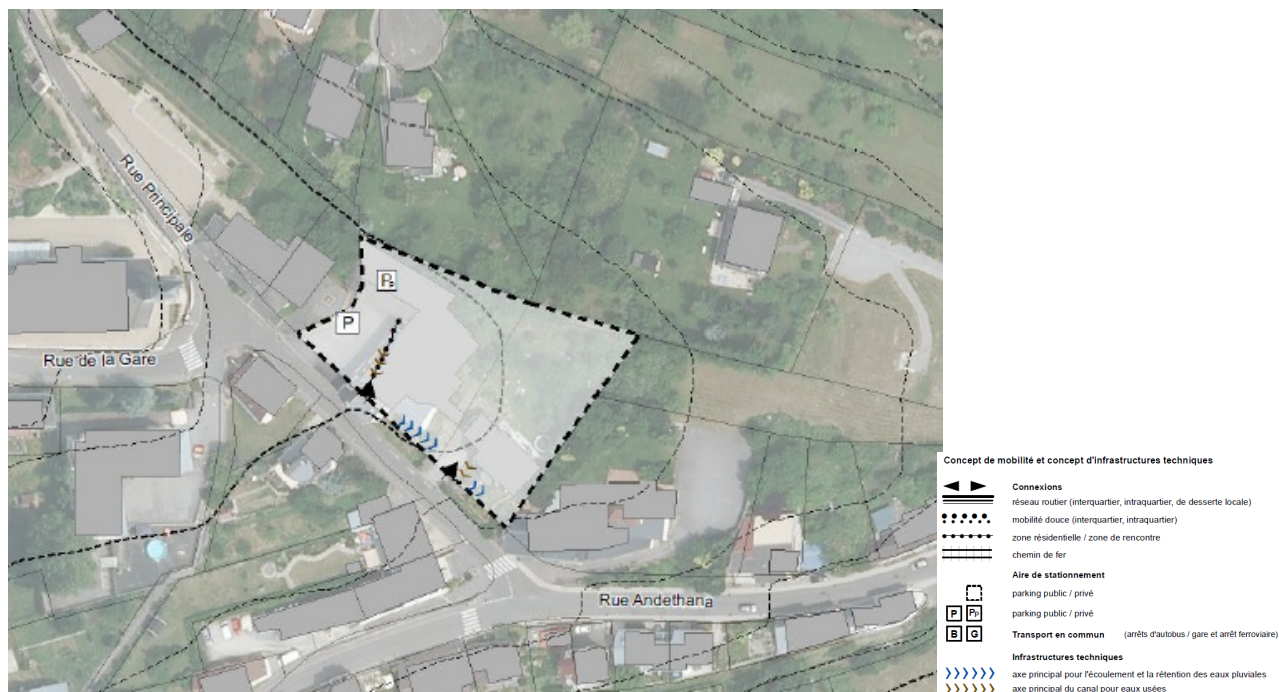 Rue Principale
P
P
Rue de la Gare
Rue Andethana
Concept de mobilité et concept d'infrastructures techniques
Connexions
réseau routier (interquartier, intraquartier, de desserte locale)
mobilité douce (interquartier, intraquartier)
zone résidentielle / zone de rencontre
chemin de fer
Aire de stationnement
parking public / privé
P Pp parking public / privé
B G Transport en commun (arrêts d'autobus / gare et arrêt ferroviaire)
Infrastructures techniques
axe principal pour l'écoulement et la rétention des eaux pluviales
axe principal du canal pour eaux usées